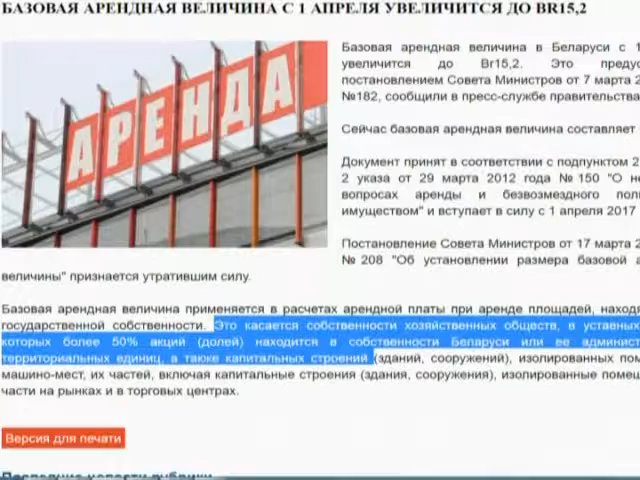 БАЗОВАЯ АРЕНДНАЯ ВЕЛИЧИНА С 1 АПРЕЛЯ УВЕЛИЧИТСЯ ДО BR15,2
АРЕНДА
Базовая арендная величина в Беларуси с 1
увеличится до Br15,2. Это
постановлением Совета Министров от 7 марта 2
№182, сообщили в пресс-службе правительства
Сейчас базовая арендная величина составляет
Документ принят в соответствии с подпунктом 2
2 указа от 29 марта 2012 года №150 "О
вопросах аренды и безвозмездного
имуществом" и вступает в силу с 1 апреля 2017
Постановление Совета Министров от 17 марта 2
№208 "Об установлении размера базовой
величины" признается утратившим силу.
Базовая арендная величина применяется в расчетах арендной платы при аренде площадей,
государственной собственности. Это касается собственности хозяйственных обществ, в
которых более 50% акций (долей) находится в собственности Беларуси или ее
территориальных единиц, а также капитальных строений (зданий, сооружений), изолированных
машино-мест, их частей, включая капитальные строения (здания, сооружения), изолированные
части на рынках и в торговых центрах.
Версия для печати